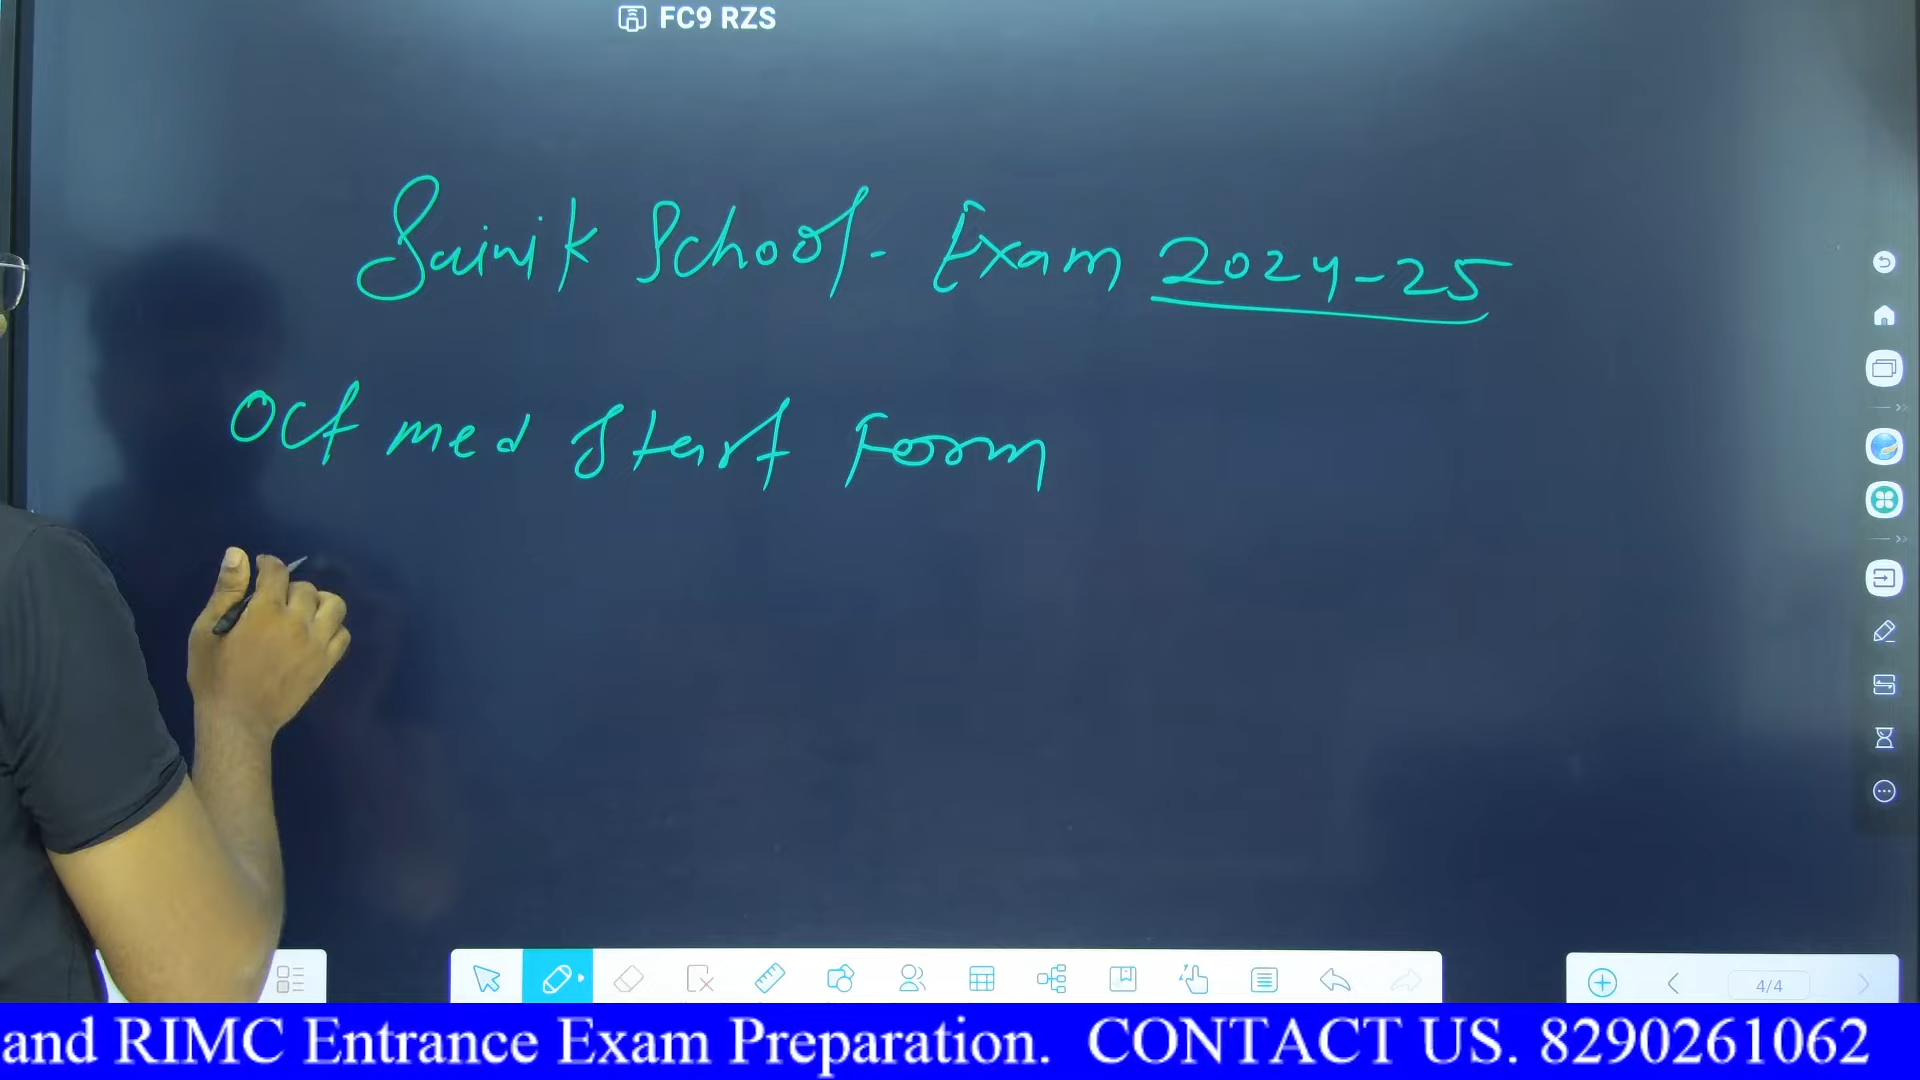 FC9 RZS
Sainik School - Exam 2024-25
Oct med start Form
4/4
and RIMC Entrance Exam Preparation. CONTACT US. 8290261062